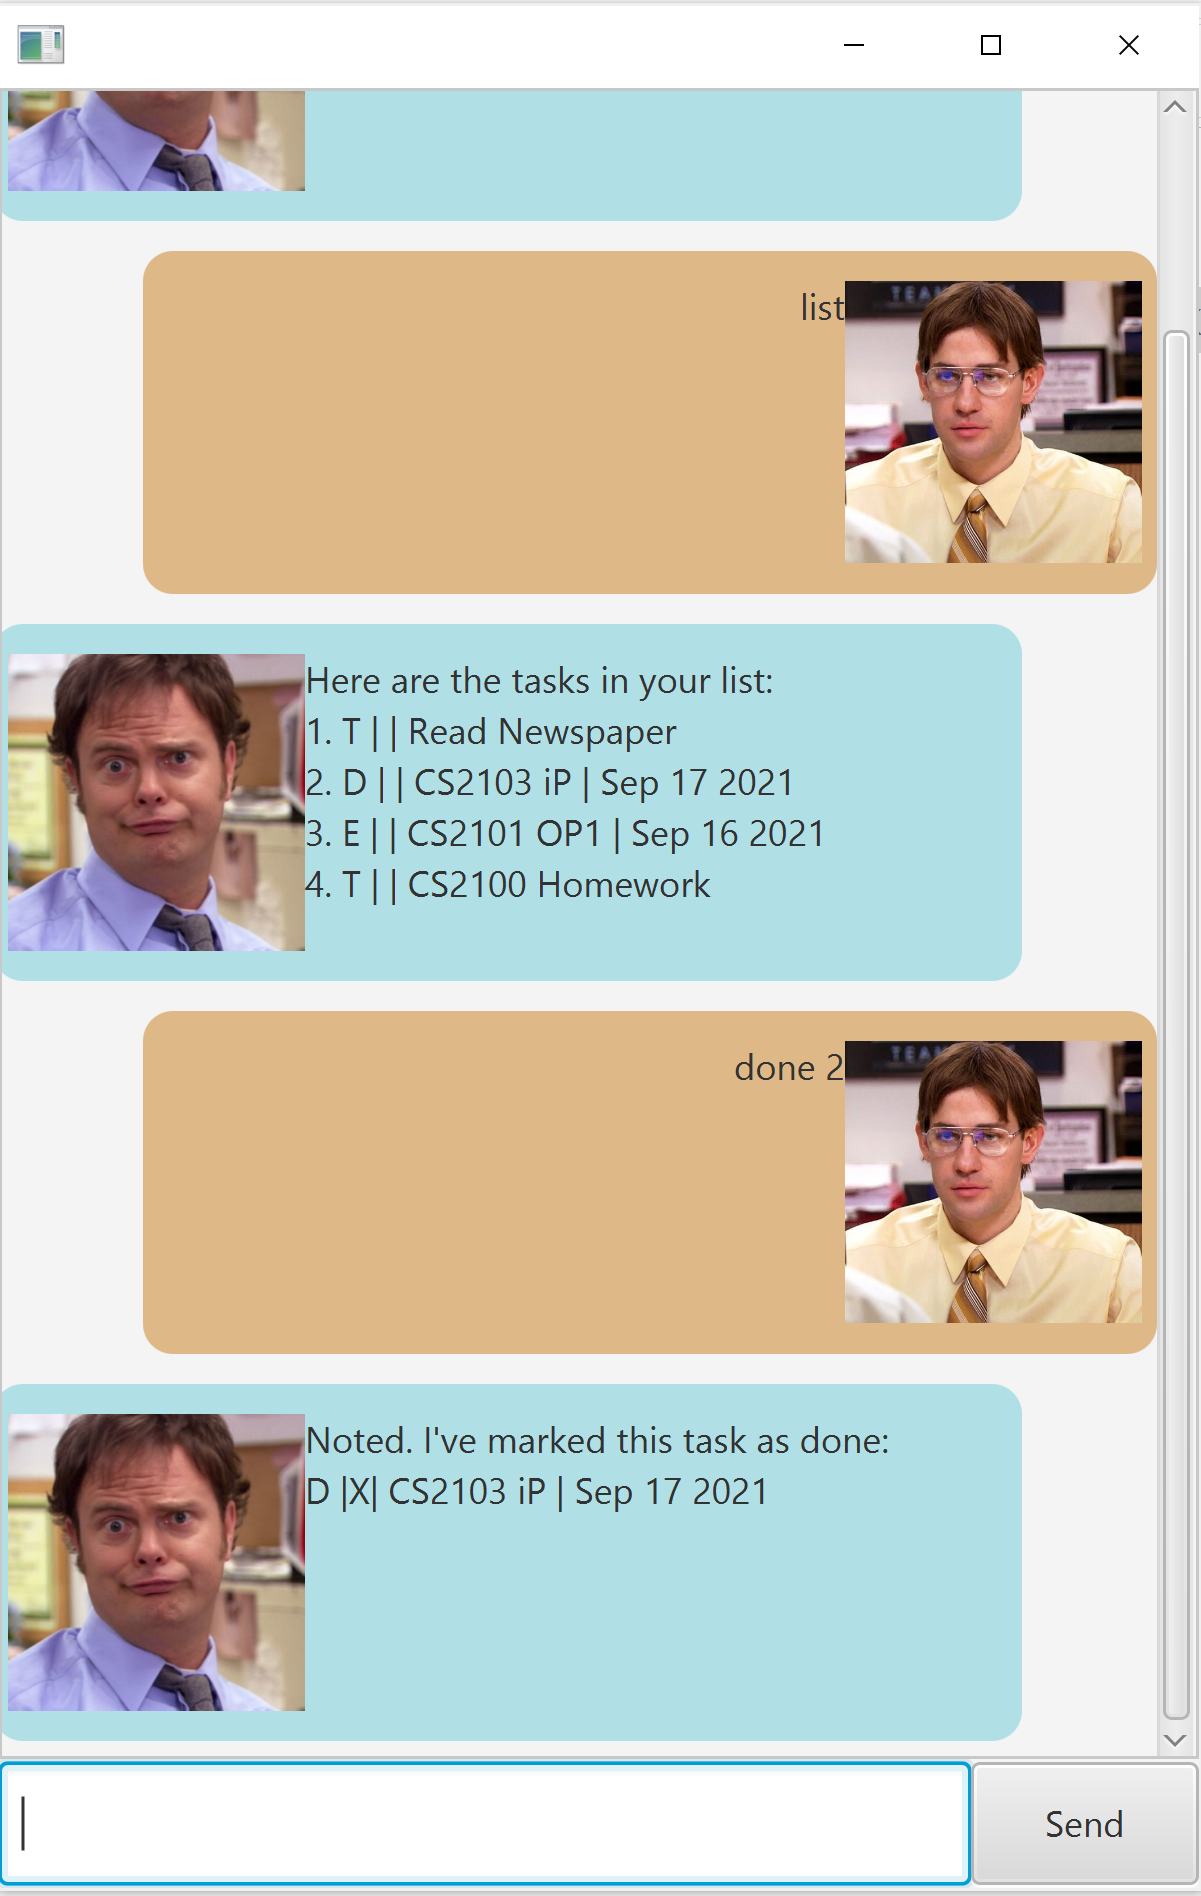 list
Here are the tasks in your list:
1. T | | Read Newspaper
2. D | | CS2103 iP | Sep 17 2021
3. E | | CS2101 OP1 | Sep 16 2021
4. T | | CS2100 Homework
done 2
Noted. I've marked this task as done:
D |X| CS2103 iP | Sep 17 2021
Send